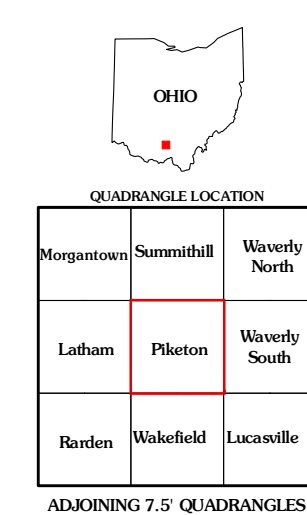 OHIO
QUADRANGLE LOCATION
Morgantown Summithill Waverly North
Latham Piketon Waverly South
Rarden Wakefield Lucasville
ADJOINING 7.5' QUADRANGLES